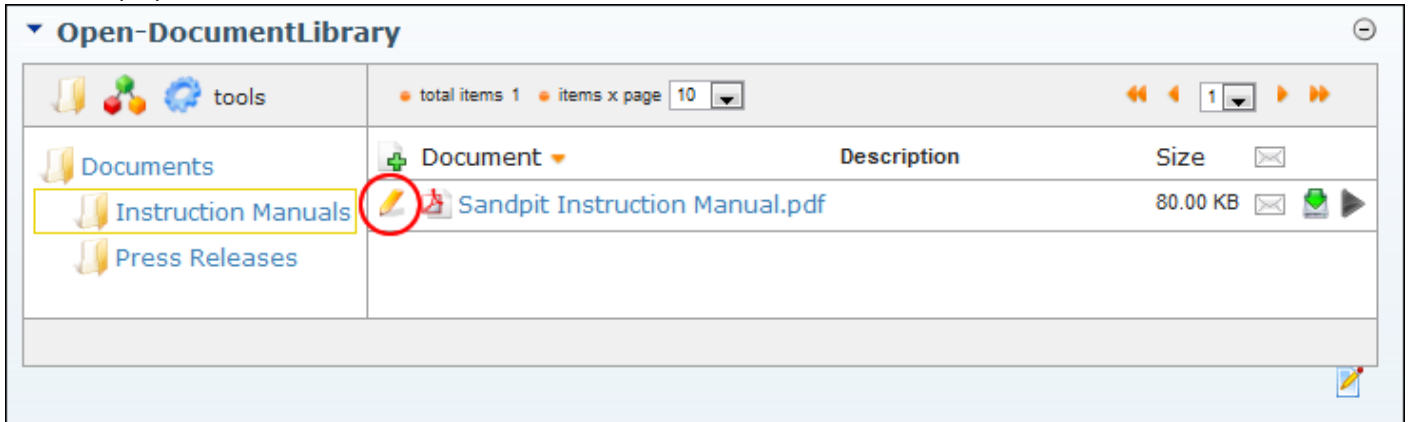 Open-DocumentLibrary
tools
total items 1 items x page 10
1
Documents
Instruction Manuals
Press Releases
Document Description Size
Sandpit Instruction Manual.pdf 80.00 KB